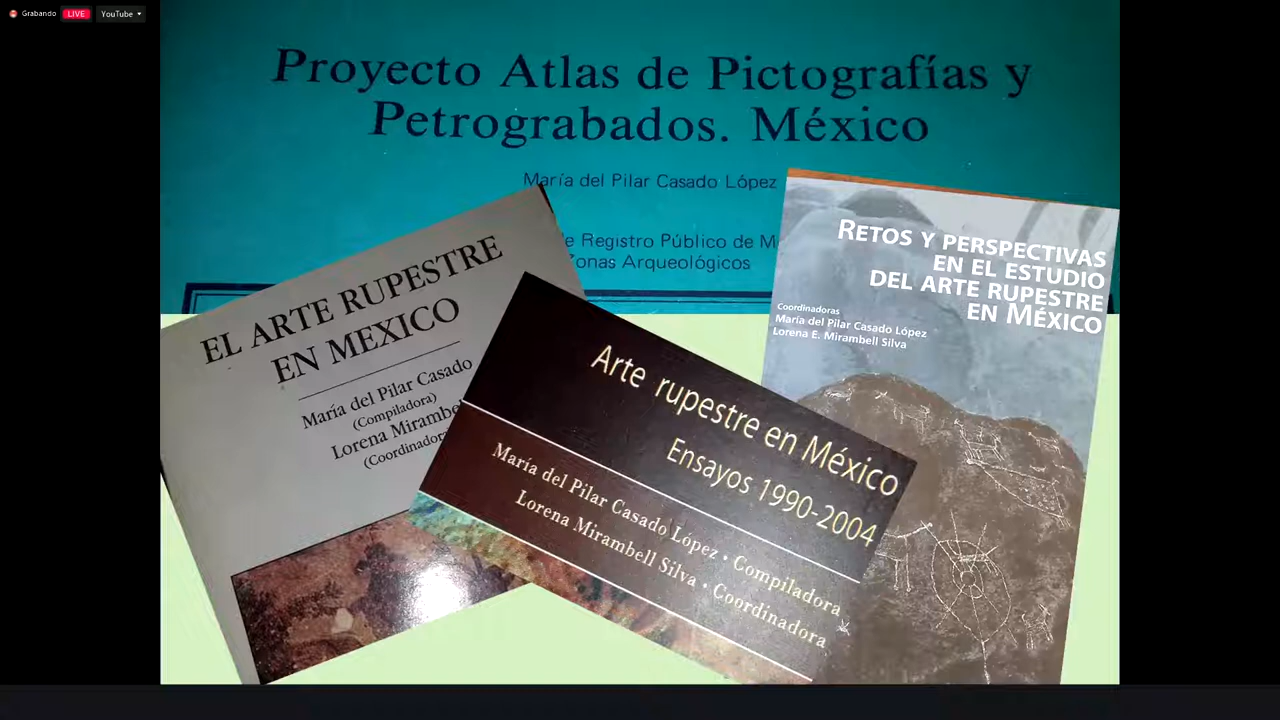 Grabando
LIVE
YouTube
Proyecto Atlas de Pictografías y
Petrograbados. México
María del Pilar Casado López
Registro Público de M
Zonas Arqueológicos
EL ARTE RUPESTRE
EN MEXICO
María del Pilar Casado
(Compiladora)
Lorena Mirambe
(Coordinadora
Arte rupestre en México
Ensayos 1990-2004
María del Pilar Casado López • Compiladora
Lorena Mirambell Silva • Coordinadora
RETOS Y PERSPECTIVAS
EN EL ESTUDIO
DEL ARTE RUPESTRE
EN MÉXICO
Coordinadoras
María del Pilar Casado López
Lorena E. Mirambell Silva